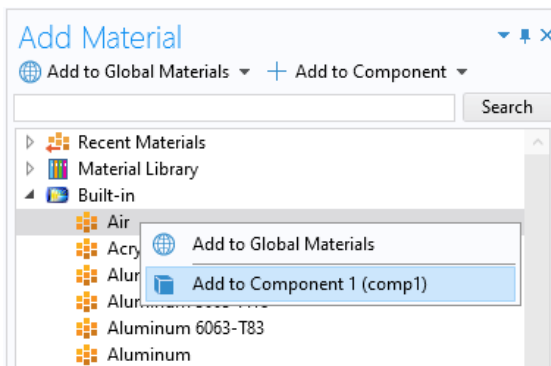 Add Material
Add to Global Materials + Add to Component
Search
Recent Materials
Material Library
Built-in
Air
Add to Global Materials
Add to Component 1 (comp1)
Aluminum 6063-T83
Aluminum